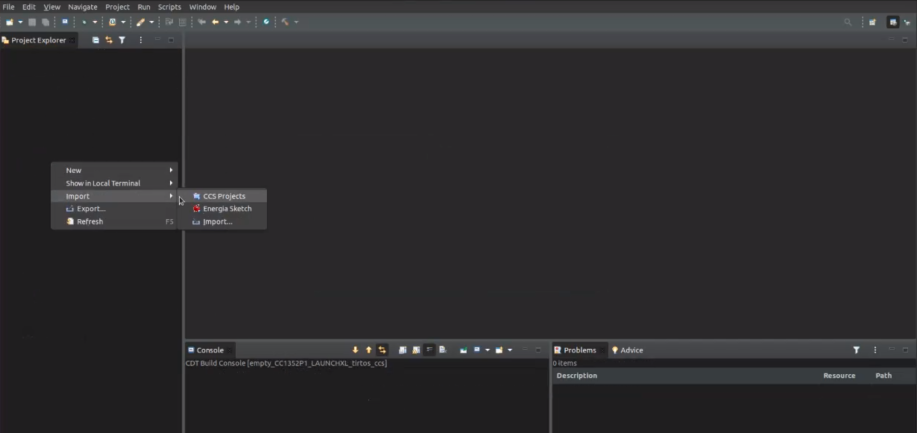 File Edit View Navigate Project Run Scripts Window Help
Project Explorer
New
Show in Local Terminal
Import
Export...
Refresh F5
CCS Projects
Energia Sketch
Import...
Console
CDT Build Console [empty_CC1352P1_LAUNCHXL_tirtos_ccs]
Problems Advice
0 items
Description Resource Path